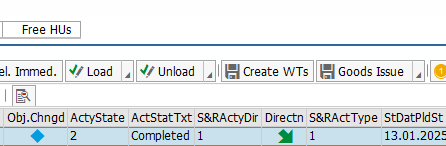 Free HUs
el. Immed. Load Unload Create WTs Goods Issue
Obj.Chngd ActyState ActStatTxt S&RActyDir Directn S&RActType StDatPldSt
2 Completed 1 1 13.01.2025